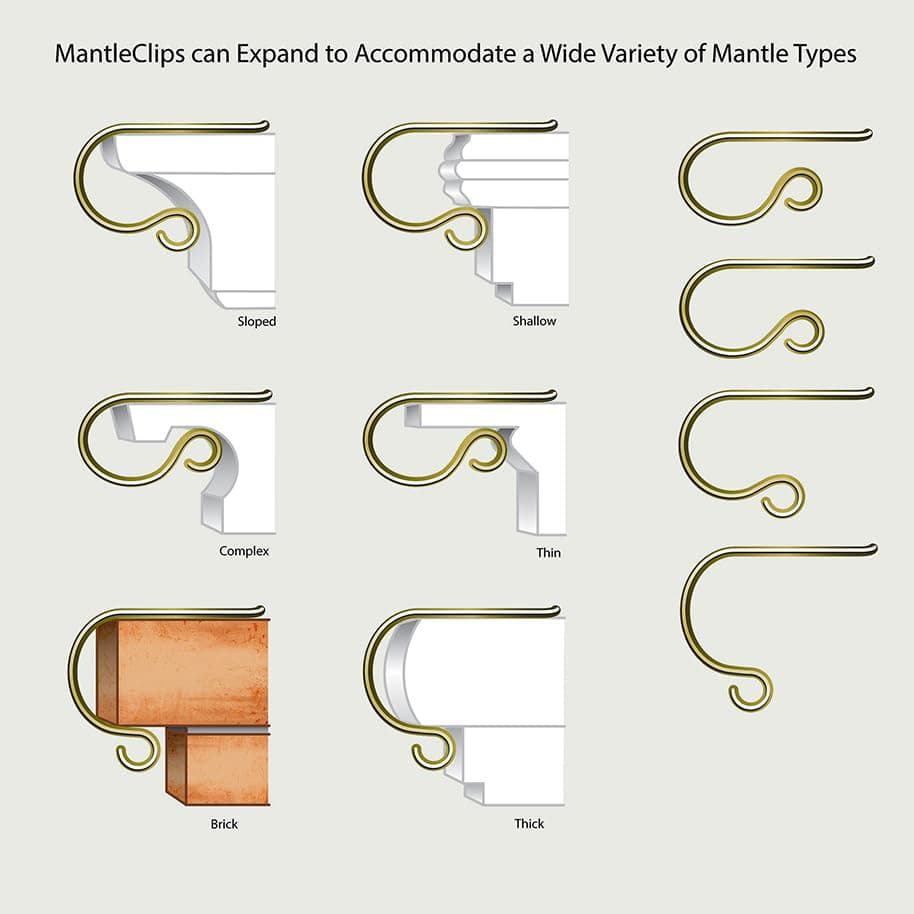 MantleClips can Expand to Accommodate a Wide Variety of Mantle Types
Sloped
Shallow
Complex
Thin
Brick
Thick